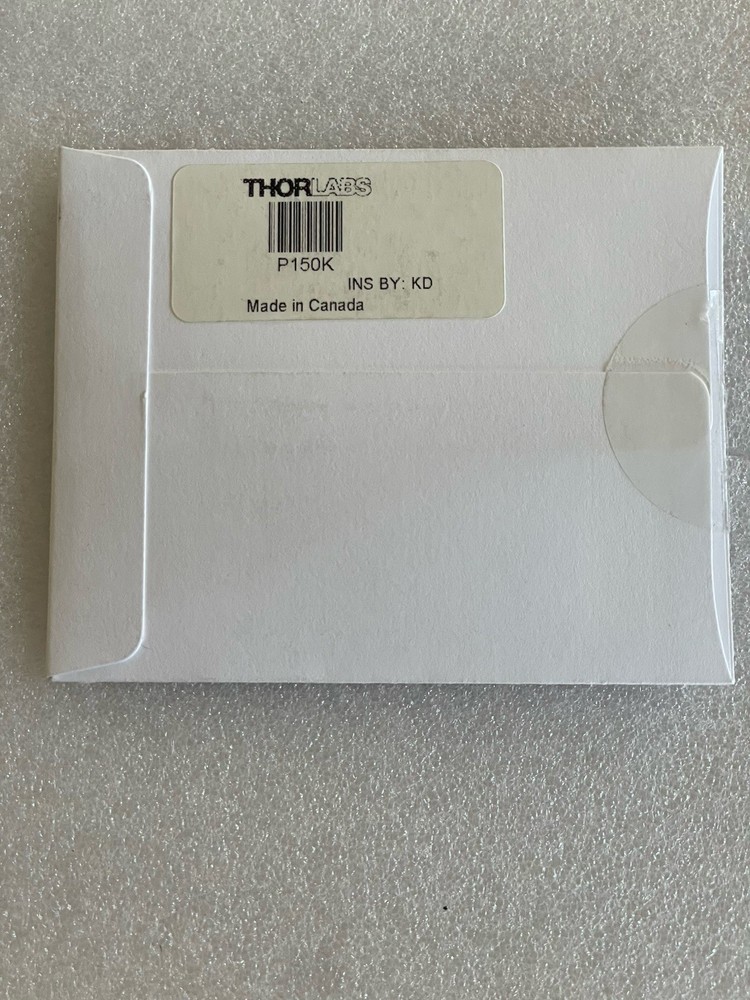 THORLABS
P150K
INS BY: KD
Made in Canada